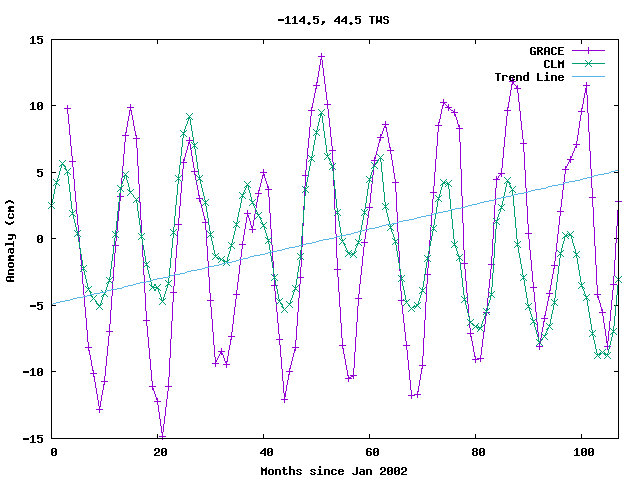 -114.5, 44.5 TWS
GRACE
CLM
Trend Line
15
10
5
0
-5
-10
-15
Anomaly (cm)
0 20 40 60 80 100
Months since Jan 2002